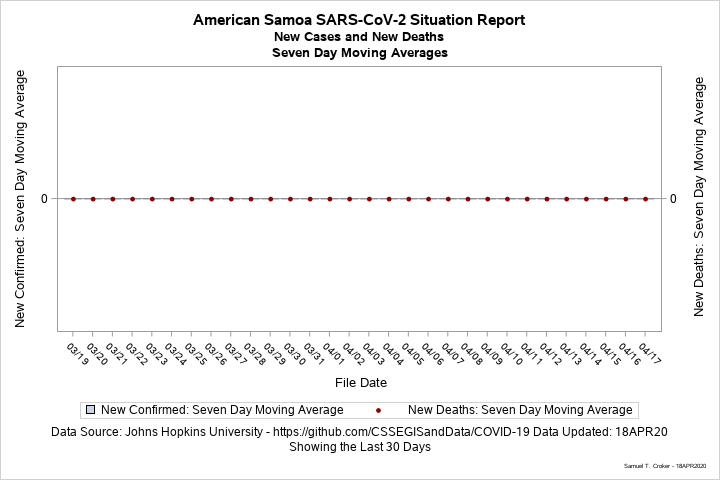 American Samoa SARS-CoV-2 Situation Report
New Cases and New Deaths
Seven Day Moving Averages
New Confirmed: Seven Day Moving Average
0
0
New Deaths: Seven Day Moving Average
03/19 03/20 03/21 03/22 03/23 03/24 03/25 03/26 03/27 03/28 03/29 03/30 03/31 04/01 04/02 04/03 04/04 04/05 04/06 04/07 04/08 04/09 04/10 04/11 04/12 04/13 04/14 04/15 04/16 04/17
File Date
New Confirmed: Seven Day Moving Average New Deaths: Seven Day Moving Average
Data Source: Johns Hopkins University - https://github.com/CSSEGISandData/COVID-19 Data Updated: 18APR20
Showing the Last 30 Days
Samuel T. Croker - 18APR2020